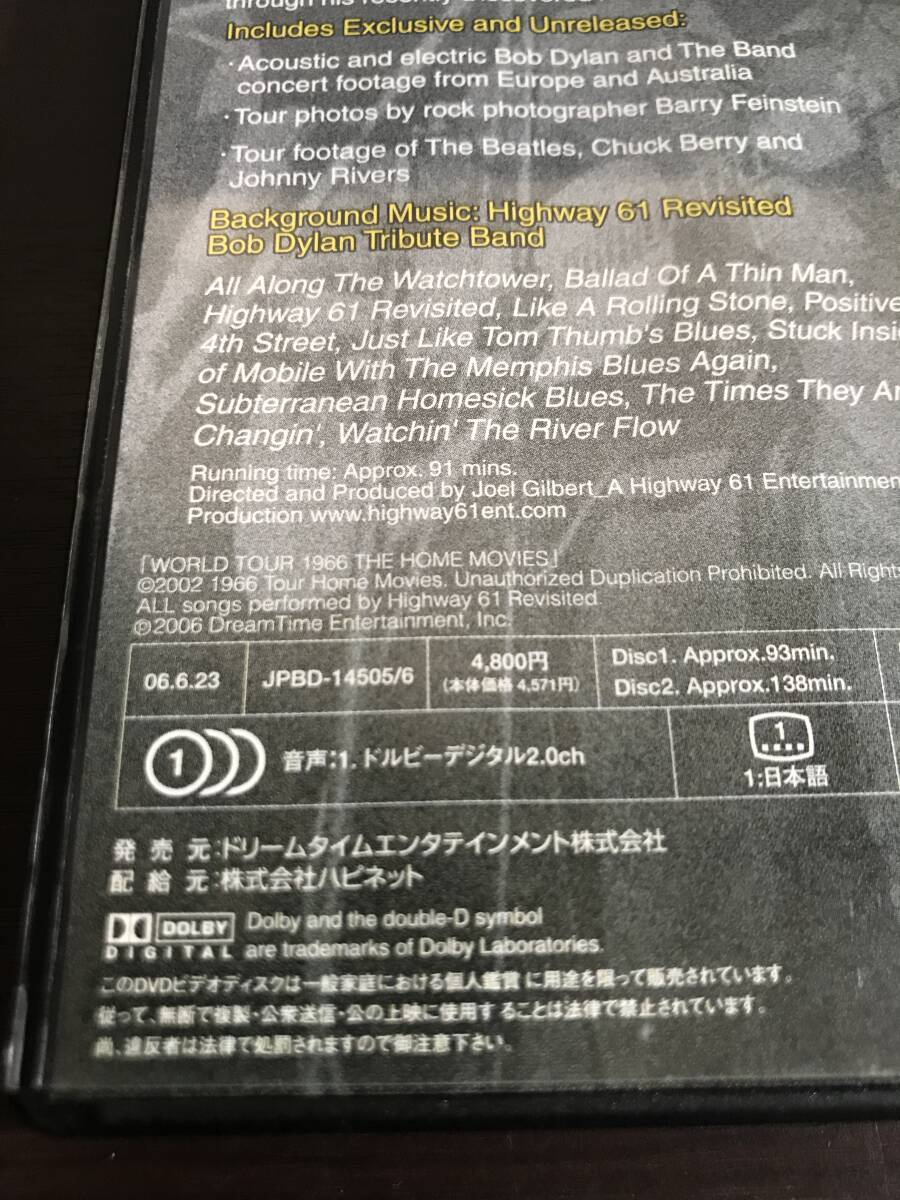 through his recently discovered
Includes Exclusive and Unreleased:
·Acoustic and electric Bob Dylan and The Band
concert footage from Europe and Australia
·Tour photos by rock photographer Barry Feinstein
·Tour footage of The Beatles, Chuck Berry and
Johnny Rivers
Background Music: Highway 61 Revisited
Bob Dylan Tribute Band
All Along The Watchtower, Ballad Of A Thin Man,
Highway 61 Revisited, Like A Rolling Stone, Positive
4th Street, Just Like Tom Thumb's Blues, Stuck Insi
of Mobile With The Memphis Blues Again,
Subterranean Homesick Blues, The Times They Ar
Changin', Watchin' The River Flow
Running time: Approx. 91 mins.
Directed and Produced by Joel Gilbert_A Highway 61 Entertainmen
Production www.highway61ent.com
「WORLD TOUR 1966 THE HOME MOVIES」
©2002 1966 Tour Home Movies. Unauthorized Duplication Prohibited. All Rights
ALL songs performed by Highway 61 Revisited.
℗2006 DreamTime Entertainment, Inc.
06.6.23 JPBD-14505/6 4,800円 Disc1. Approx.93min.
(本体価格 4,571円) Disc2. Approx.138min.
1 音声:1. ドルビーデジタル2.0ch 1
1:日本語
発売元:ドリームタイムエンタテインメント株式会社
配給元:株式会社ハピネット
DOLBY Dolby and the double-D symbol
DIGITAL are trademarks of Dolby Laboratories.
このDVDビデオディスクは一般家庭における個人鑑賞に用途を限って販売されています。
従って、無断で複製・公衆送信・公の上映に使用することは法律で禁止されています。
尚、違反者は法律で処罰されますので御注意下さい。